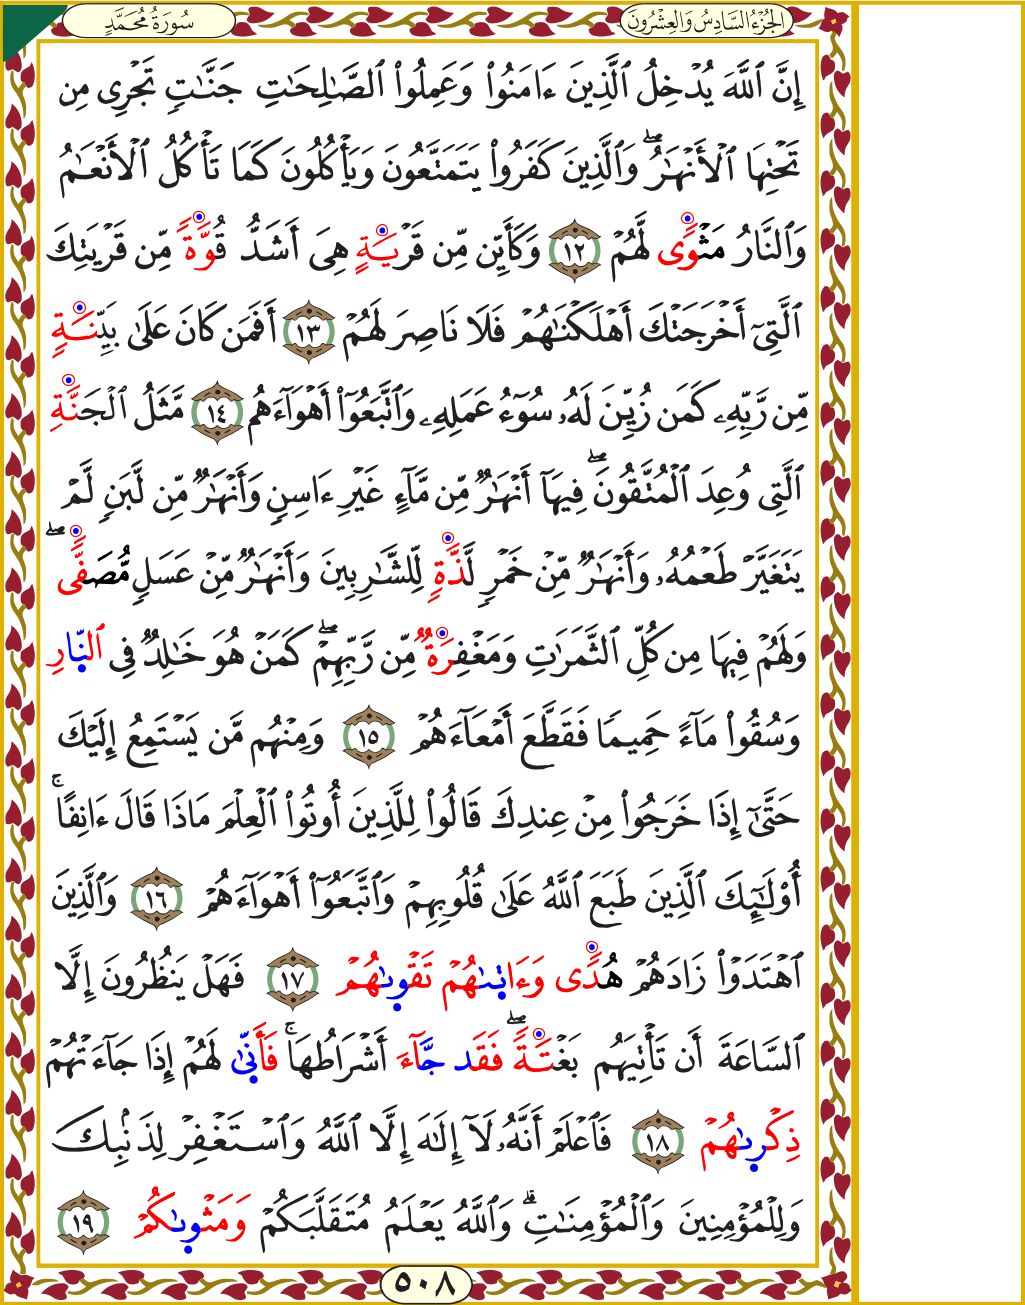 الجُزْءُ السَّادِسُ وَالعِشْرُونَ
سُورَةُ مُحَمَّدٍ
إِنَّ ٱللَّهَ يُدْخِلُ ٱلَّذِينَ ءَامَنُوا۟ وَعَمِلُوا۟ ٱلصَّٰلِحَٰتِ جَنَّٰتٖ تَجْرِى مِن
تَحْتِهَا ٱلْأَنْهَٰرُۖ وَٱلَّذِينَ كَفَرُوا۟ يَتَمَتَّعُونَ وَيَأْكُلُونَ كَمَا تَأْكُلُ ٱلْأَنْعَٰمُ
وَٱلنَّارُ مَثْوٗى لَّهُمْ ١٢ وَكَأَيِّن مِّن قَرْيَةٍ هِىَ أَشَدُّ قُوَّةٗ مِّن قَرْيَتِكَ
ٱلَّتِىٓ أَخْرَجَتْكَ أَهْلَكْنَٰهُمْ فَلَا نَاصِرَ لَهُمْ ١٣ أَفَمَن كَانَ عَلَىٰ بَيِّنَةٖ
مِّن رَّبِّهِۦ كَمَن زُيِّنَ لَهُۥ سُوٓءُ عَمَلِهِۦ وَٱتَّبَعُوٓا۟ أَهْوَآءَهُم ١٤ مَّثَلُ ٱلْجَنَّةِ
ٱلَّتِى وُعِدَ ٱلْمُتَّقُونَۖ فِيهَآ أَنْهَٰرٞ مِّن مَّآءٍ غَيْرِ ءَاسِنٖ وَأَنْهَٰرٞ مِّن لَّبَنٖ لَّمْ
يَتَغَيَّرْ طَعْمُهُۥ وَأَنْهَٰرٞ مِّنْ خَمْرٖ لَّذَّةٖ لِّلشَّٰرِبِينَ وَأَنْهَٰرٞ مِّنْ عَسَلٖ مُّصَفّٗىۖ
وَلَهُمْ فِيهَا مِن كُلِّ ٱلثَّمَرَٰتِ وَمَغْفِرَةٞ مِّن رَّبِّهِمْۖ كَمَنْ هُوَ خَٰلِدٞ فِى ٱلنَّارِ
وَسُقُوا۟ مَآءً حَمِيمٗا فَقَطَّعَ أَمْعَآءَهُمْ ١٥ وَمِنْهُم مَّن يَسْتَمِعُ إِلَيْكَ
حَتَّىٰٓ إِذَا خَرَجُوا۟ مِنْ عِندِكَ قَالُوا۟ لِلَّذِينَ أُوتُوا۟ ٱلْعِلْمَ مَاذَا قَالَ ءَانِفًاۚ
أُو۟لَٰٓئِكَ ٱلَّذِينَ طَبَعَ ٱللَّهُ عَلَىٰ قُلُوبِهِمْ وَٱتَّبَعُوٓا۟ أَهْوَآءَهُمْ ١٦ وَٱلَّذِينَ
ٱهْتَدَوْا۟ زَادَهُمْ هُدٗى وَءَاتَىٰهُمْ تَقْوَىٰهُمْ ١٧ فَهَلْ يَنظُرُونَ إِلَّا
ٱلسَّاعَةَ أَن تَأْتِيَهُم بَغْتَةٗۖ فَقَد جَّآءَ أَشْرَاطُهَاۚ فَأَنَّىٰ لَهُمْ إِذَا جَآءَتْهُمْ
ذِكْرَىٰهُمْ ١٨ فَٱعْلَمْ أَنَّهُۥ لَآ إِلَٰهَ إِلَّا ٱللَّهُ وَٱسْتَغْفِرْ لِذَنۢبِكَ
وَلِلْمُؤْمِنِينَ وَٱلْمُؤْمِنَٰتِۗ وَٱللَّهُ يَعْلَمُ مُتَقَلَّبَكُمْ وَمَثْوَىٰكُمْ ١٩
٥٠٨